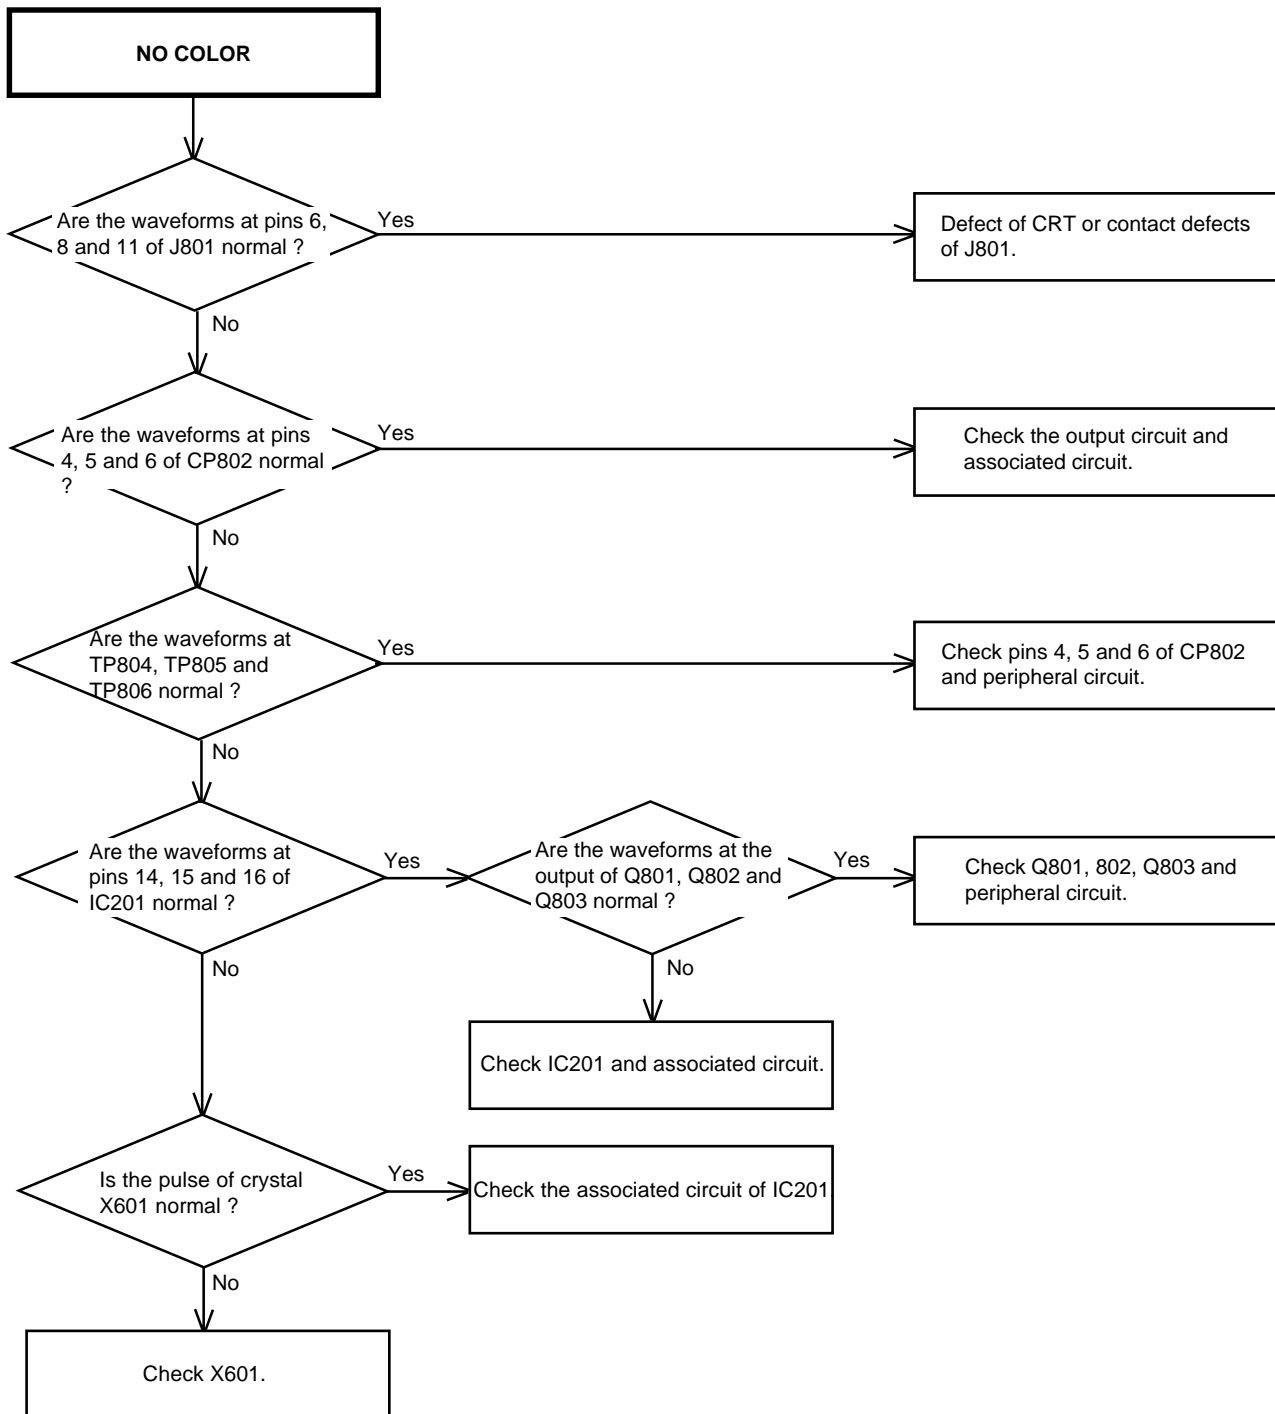 NO COLOR
Are the waveforms at pins 6,
8 and 11 of J801 normal ?
Yes
Defect of CRT or contact defects
of J801.
No
Are the waveforms at pins
4, 5 and 6 of CP802 normal
?
Yes
Check the output circuit and
associated circuit.
No
Are the waveforms at
TP804, TP805 and
TP806 normal ?
Yes
Check pins 4, 5 and 6 of CP802
and peripheral circuit.
No
Are the waveforms at
pins 14, 15 and 16 of
IC201 normal ?
Yes
Are the waveforms at the
output of Q801, Q802 and
Q803 normal ?
Yes
Check Q801, 802, Q803 and
peripheral circuit.
No
No
Check IC201 and associated circuit.
Is the pulse of crystal
X601 normal ?
Yes
Check the associated circuit of IC201.
No
Check X601.